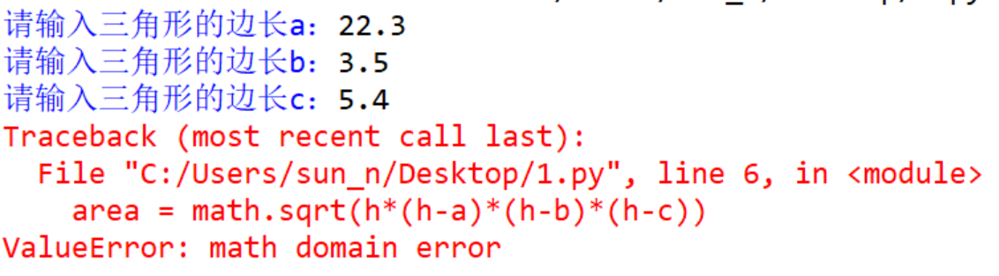 请输入三角形的边长a: 22.3
请输入三角形的边长b: 3.5
请输入三角形的边长c: 5.4
Traceback (most recent call last):
  File "C:/Users/sun_n/Desktop/1.py", line 6, in <module>
    area = math.sqrt(h*(h-a)*(h-b)*(h-c))
ValueError: math domain error